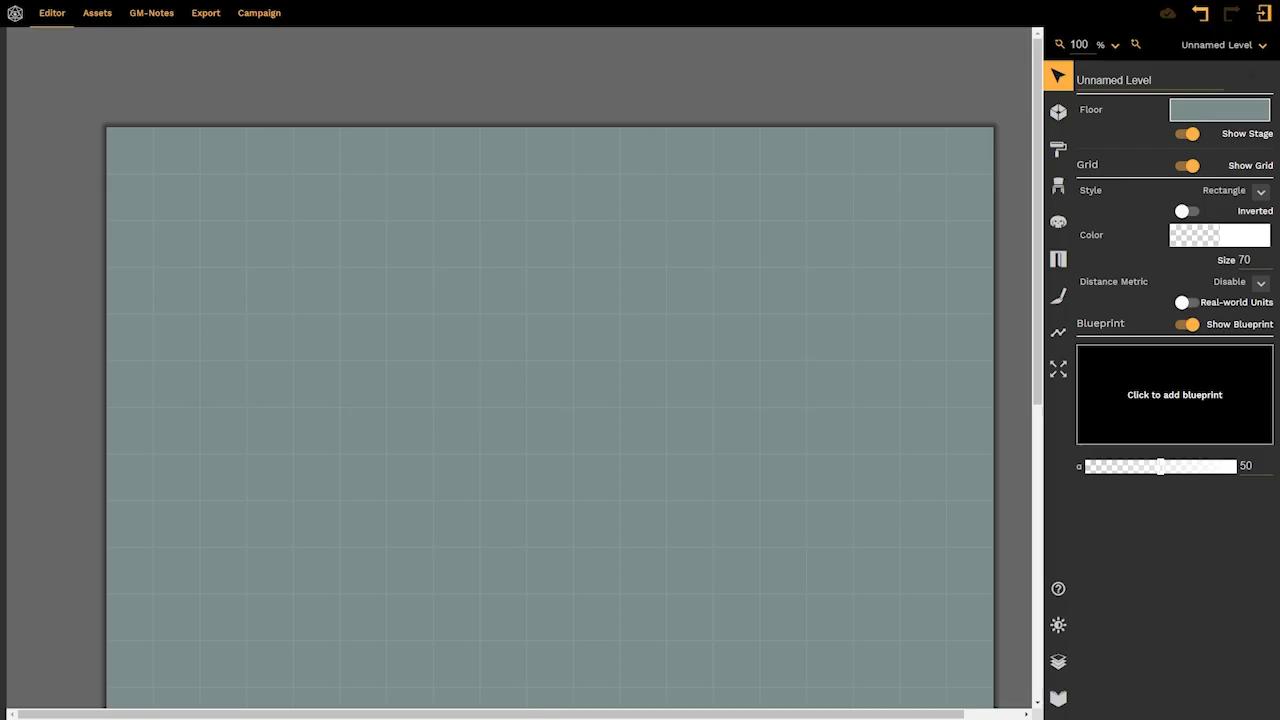 Editor Assets GM-Notes Export Campaign
100 % Unnamed Level
Unnamed Level
Floor
Show Stage
Grid Show Grid
Style Rectangle
Inverted
Color
Size 70
Distance Metric Disable
Real-world Units
Blueprint Show Blueprint
Click to add blueprint
α 50